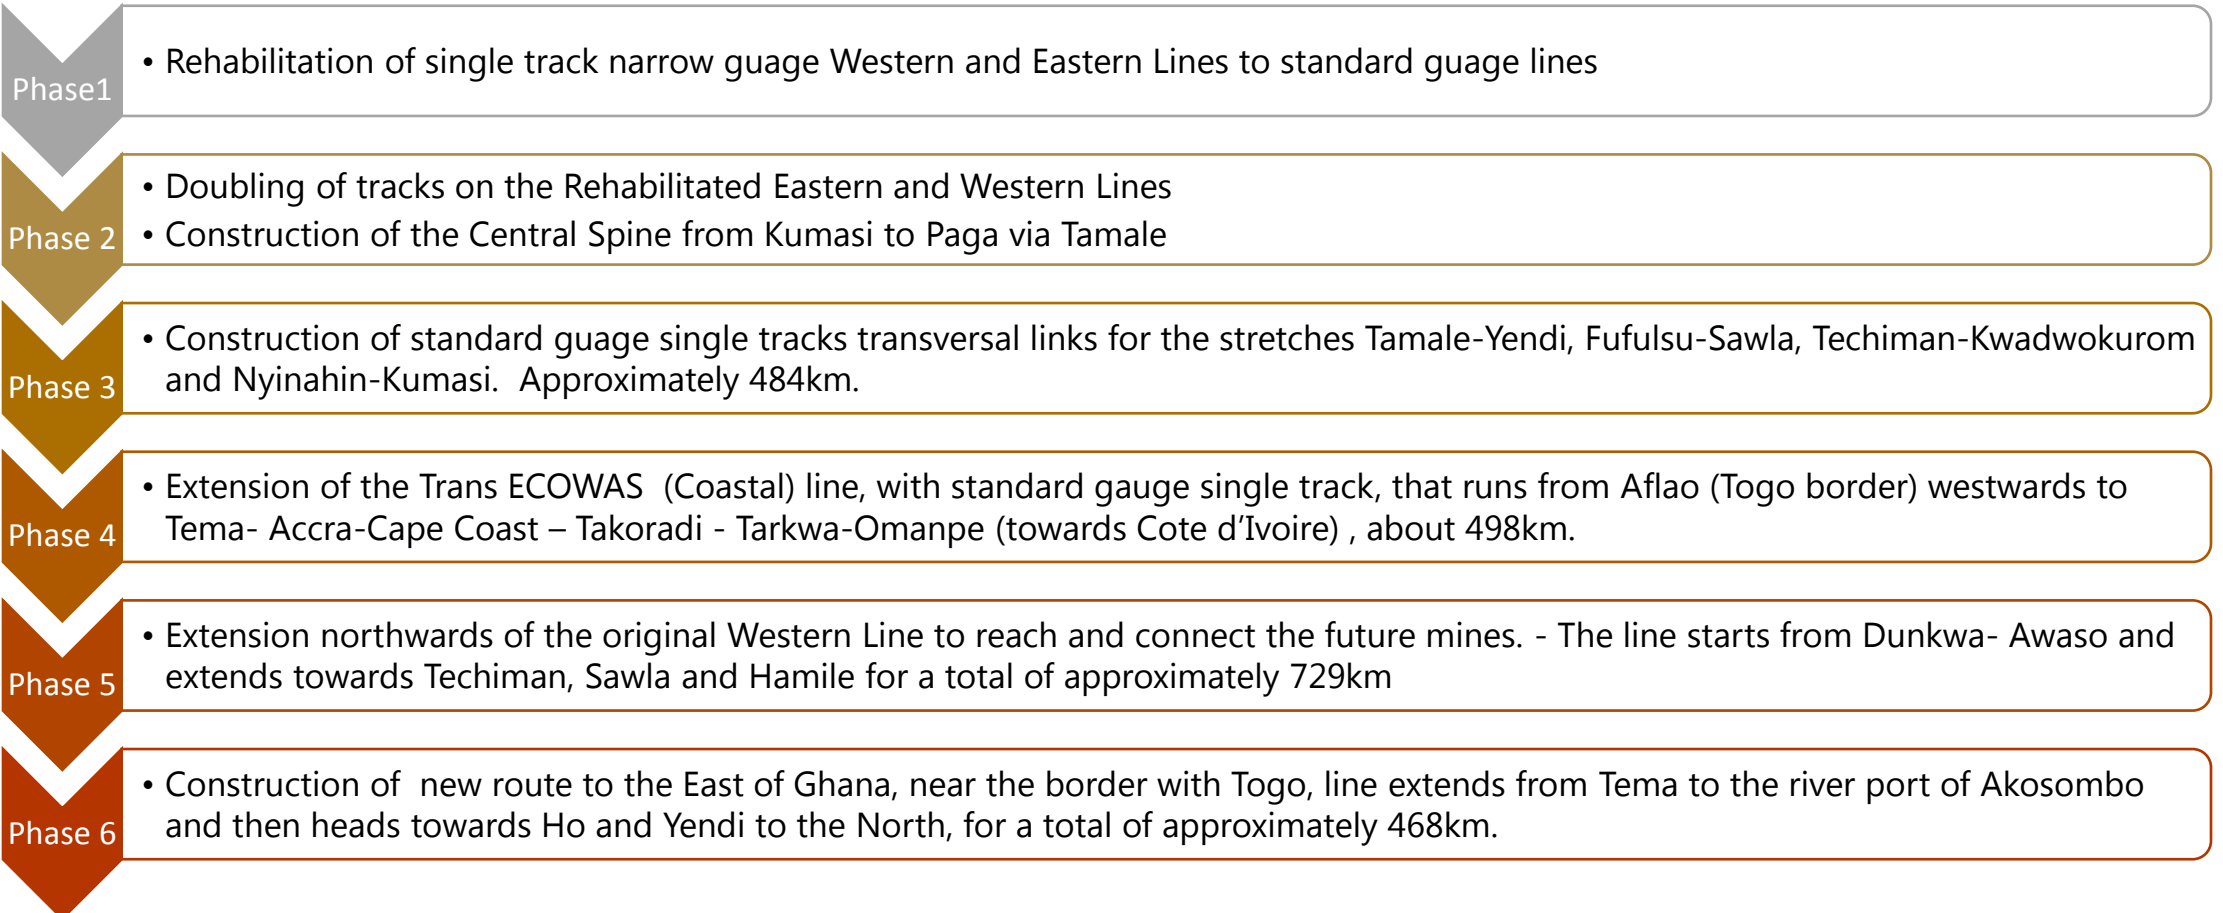 Phase1
• Rehabilitation of single track narrow guage Western and Eastern Lines to standard guage lines
Phase 2
• Doubling of tracks on the Rehabilitated Eastern and Western Lines
• Construction of the Central Spine from Kumasi to Paga via Tamale
Phase 3
• Construction of standard guage single tracks transversal links for the stretches Tamale-Yendi, Fufulsu-Sawla, Techiman-Kwadwokurom
and Nyinahin-Kumasi.  Approximately 484km.
Phase 4
• Extension of the Trans ECOWAS  (Coastal) line, with standard gauge single track, that runs from Aflao (Togo border) westwards to
Tema- Accra-Cape Coast – Takoradi - Tarkwa-Omanpe (towards Cote d’Ivoire) , about 498km.
Phase 5
• Extension northwards of the original Western Line to reach and connect the future mines. - The line starts from Dunkwa- Awaso and
extends towards Techiman, Sawla and Hamile for a total of approximately 729km
Phase 6
• Construction of  new route to the East of Ghana, near the border with Togo, line extends from Tema to the river port of Akosombo
and then heads towards Ho and Yendi to the North, for a total of approximately 468km.